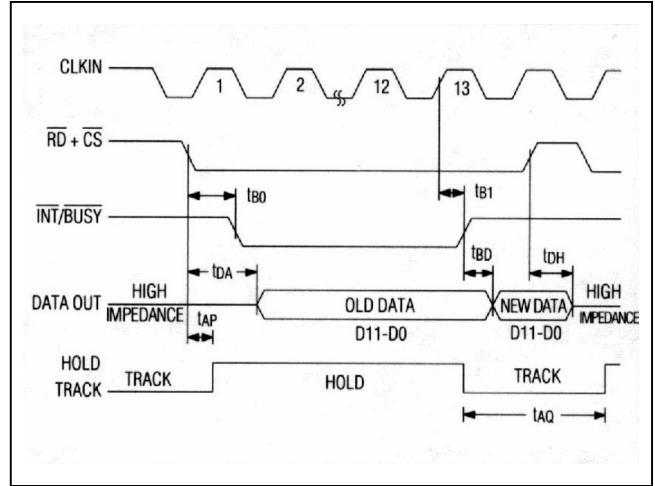 CLKIN
1 2 12 13
RD + CS
tB0 tB1
INT/BUSY
tDA tBD tDH
DATA OUT HIGH IMPEDANCE OLD DATA NEW DATA HIGH IMPEDANCE
D11-D0 D11-D0
tAP
HOLD
TRACK TRACK HOLD TRACK
tAQ